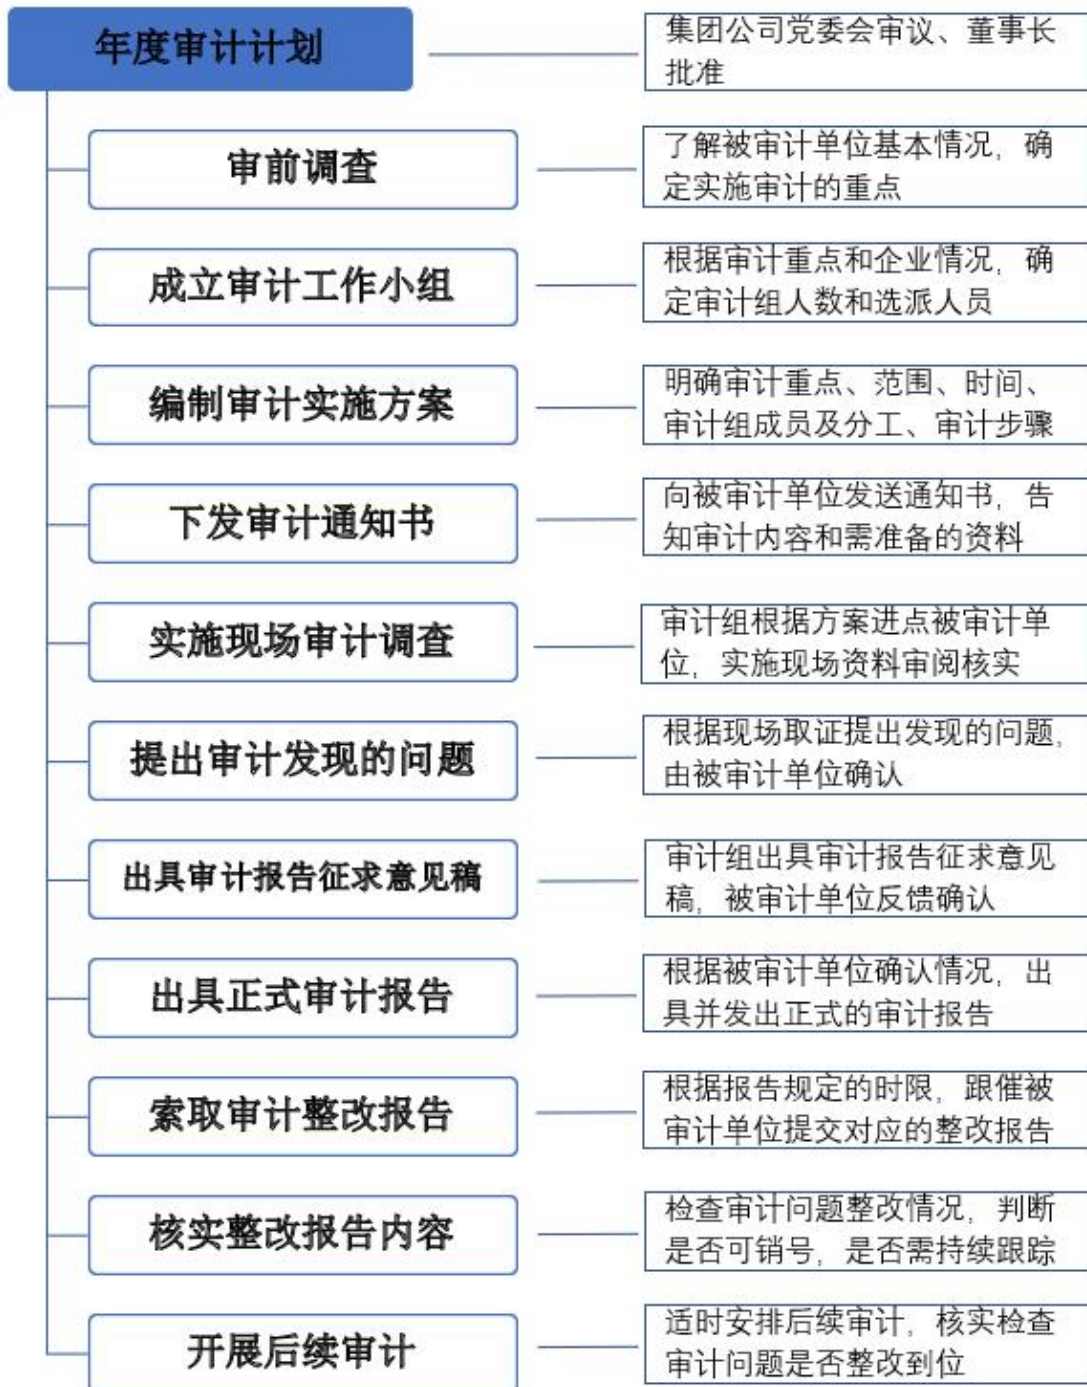 年度审计计划
集团公司党委会审议、董事长
批准
审前调查
了解被审计单位基本情况，确
定实施审计的重点
成立审计工作小组
根据审计重点和企业情况，确
定审计组人数和选派人员
编制审计实施方案
明确审计重点、范围、时间、
审计组成员及分工、审计步骤
下发审计通知书
向被审计单位发送通知书，告
知审计内容和需准备的资料
实施现场审计调查
审计组根据方案进点被审计单
位，实施现场资料审阅核实
提出审计发现的问题
根据现场取证提出发现的问题，
由被审计单位确认
出具审计报告征求意见稿
审计组出具审计报告征求意见
稿，被审计单位反馈确认
出具正式审计报告
根据被审计单位确认情况，出
具并发出正式的审计报告
索取审计整改报告
根据报告规定的时限，跟催被
审计单位提交对应的整改报告
核实整改报告内容
检查审计问题整改情况，判断
是否可销号，是否需持续跟踪
开展后续审计
适时安排后续审计，核实检查
审计问题是否整改到位